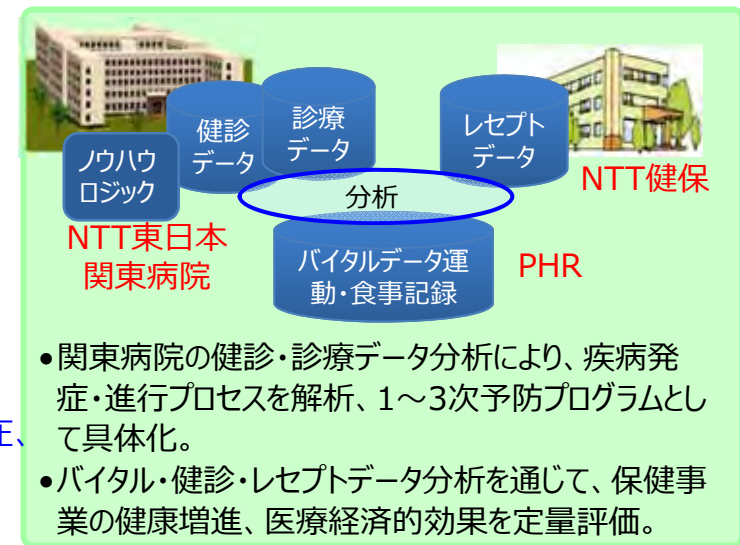 健診
データ
診療
データ
レセプト
データ
ノウハウ
ロジック
分析
NTT健保
NTT東日本
関東病院
バイタルデータ運
動・食事記録
PHR
•関東病院の健診・診療データ分析により、疾病発
症・進行プロセスを解析、1～3次予防プログラムとし
て具体化。
•バイタル・健診・レセプトデータ分析を通じて、保健事
業の健康増進、医療経済的効果を定量評価。